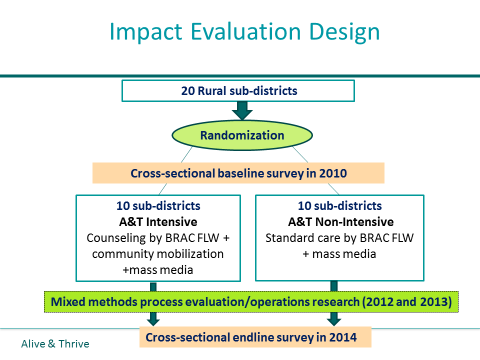 Impact Evaluation Design
20 Rural sub-districts
Randomization
Cross-sectional baseline survey in 2010
10 sub-districts
A&T Intensive
Counseling by BRAC FLW +
community mobilization
+mass media
10 sub-districts
A&T Non-Intensive
Standard care by BRAC FLW
+ mass media
Mixed methods process evaluation/operations research (2012 and 2013)
Cross-sectional endline survey in 2014
Alive & Thrive